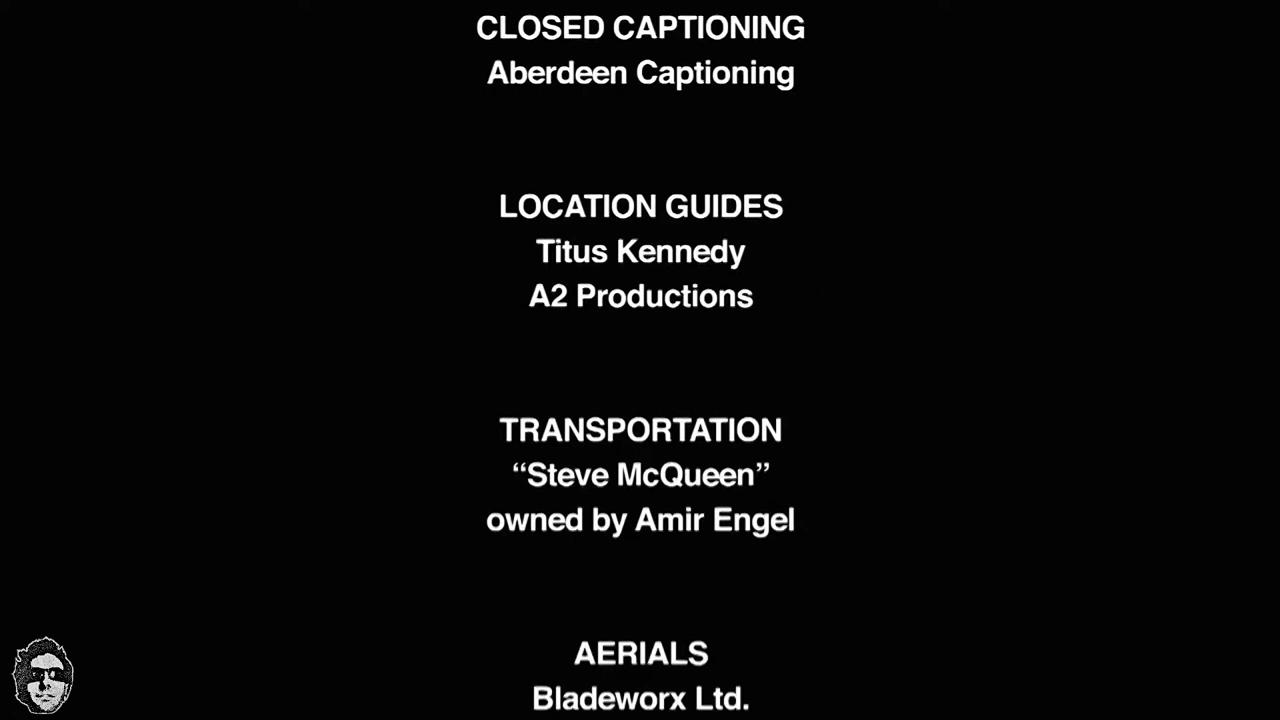 CLOSED CAPTIONING
Aberdeen Captioning
LOCATION GUIDES
Titus Kennedy
A2 Productions
TRANSPORTATION
“Steve McQueen”
owned by Amir Engel
AERIALS
Bladeworx Ltd.